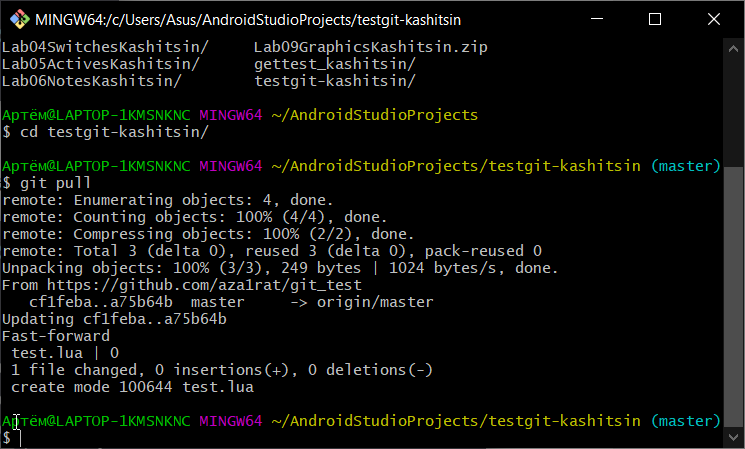 MINGW64:/c/Users/Asus/AndroidStudioProjects/testgit-kashitsin
Lab04SwitchesKashitsin/     Lab09GraphicsKashitsin.zip
Lab05ActivesKashitsin/      gettest_kashitsin/
Lab06NotesKashitsin/        testgit-kashitsin/
Артём@LAPTOP-1KMSNKNC MINGW64 ~/AndroidStudioProjects
$ cd testgit-kashitsin/
Артём@LAPTOP-1KMSNKNC MINGW64 ~/AndroidStudioProjects/testgit-kashitsin (master)
$ git pull
remote: Enumerating objects: 4, done.
remote: Counting objects: 100% (4/4), done.
remote: Compressing objects: 100% (2/2), done.
remote: Total 3 (delta 0), reused 3 (delta 0), pack-reused 0
Unpacking objects: 100% (3/3), 249 bytes | 1024 bytes/s, done.
From https://github.com/aza1rat/git_test
   cf1feba..a75b64b  master     -> origin/master
Updating cf1feba..a75b64b
Fast-forward
 test.lua | 0
 1 file changed, 0 insertions(+), 0 deletions(-)
 create mode 100644 test.lua
Артём@LAPTOP-1KMSNKNC MINGW64 ~/AndroidStudioProjects/testgit-kashitsin (master)
$